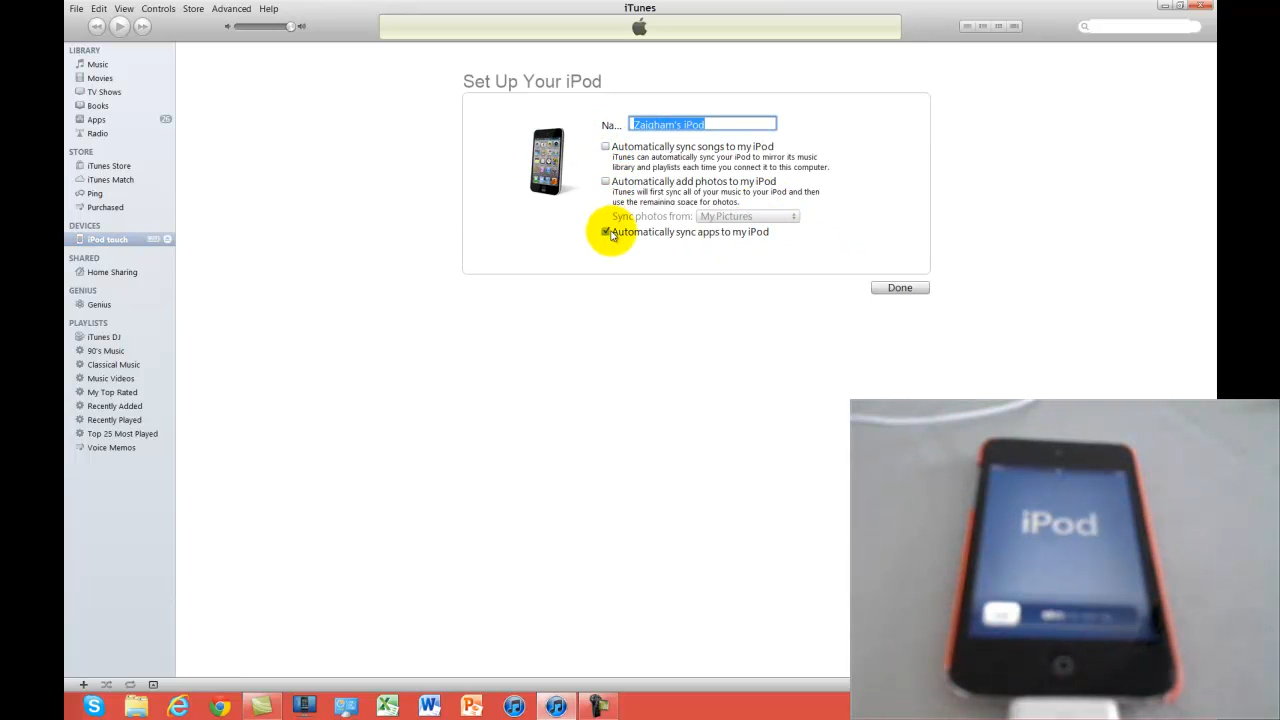 File Edit View Controls Store Advanced Help
iTunes
LIBRARY
Music
Movies
TV Shows
Books
Apps 26
Radio
STORE
iTunes Store
iTunes Match
Ping
Purchased
DEVICES
iPod touch
SHARED
Home Sharing
GENIUS
Genius
PLAYLISTS
iTunes DJ
90's Music
Classical Music
Music Videos
My Top Rated
Recently Added
Recently Played
Top 25 Most Played
Voice Memos
Set Up Your iPod
Na... Zaigham's iPod
Automatically sync songs to my iPod
iTunes can automatically sync your iPod to mirror its music
library and playlists each time you connect it to this computer.
Automatically add photos to my iPod
iTunes will first sync all of your music to your iPod and then
use the remaining space for photos.
Sync photos from: My Pictures
Automatically sync apps to my iPod
Done
iPod